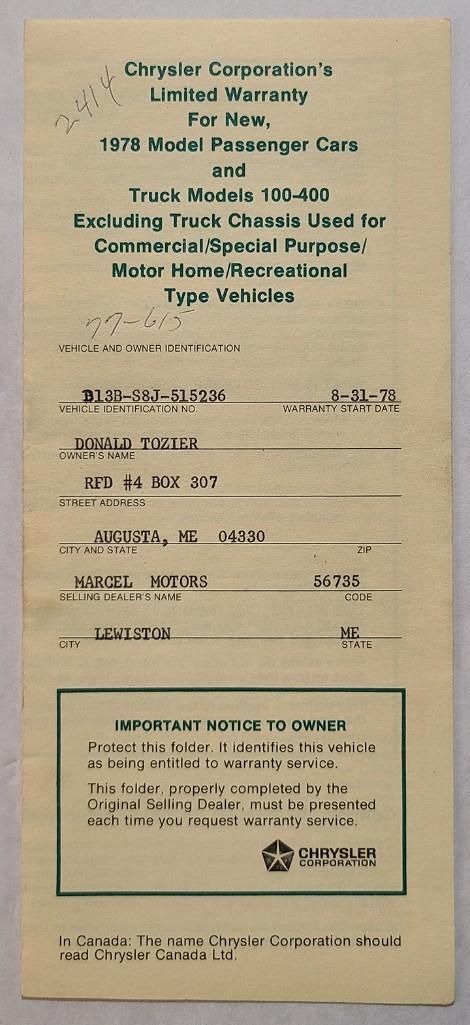 2414
Chrysler Corporation's
Limited Warranty
For New,
1978 Model Passenger Cars
and
Truck Models 100-400
Excluding Truck Chassis Used for
Commercial/Special Purpose/
Motor Home/Recreational
Type Vehicles
77-615
VEHICLE AND OWNER IDENTIFICATION
D13B-S8J-515236 8-31-78
VEHICLE IDENTIFICATION NO. WARRANTY START DATE
DONALD TOZIER
OWNER'S NAME
RFD #4 BOX 307
STREET ADDRESS
AUGUSTA, ME 04330
CITY AND STATE ZIP
MARCEL MOTORS 56735
SELLING DEALER'S NAME CODE
LEWISTON ME
CITY STATE
IMPORTANT NOTICE TO OWNER
Protect this folder. It identifies this vehicle
as being entitled to warranty service.
This folder, properly completed by the
Original Selling Dealer, must be presented
each time you request warranty service.
CHRYSLER
CORPORATION
In Canada: The name Chrysler Corporation should
read Chrysler Canada Ltd.